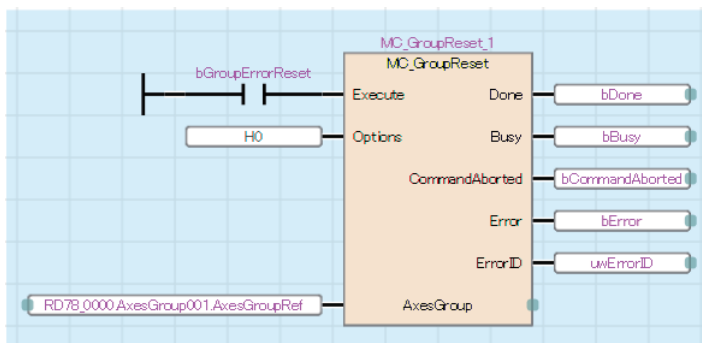 MC_GroupReset_1
MC_GroupReset
bGroupErrorReset
Execute Done bDone
H0 Options Busy bBusy
CommandAborted bCommandAborted
Error bError
ErrorID uwErrorID
RD78_0000.AxesGroup001.AxesGroupRef AxesGroup